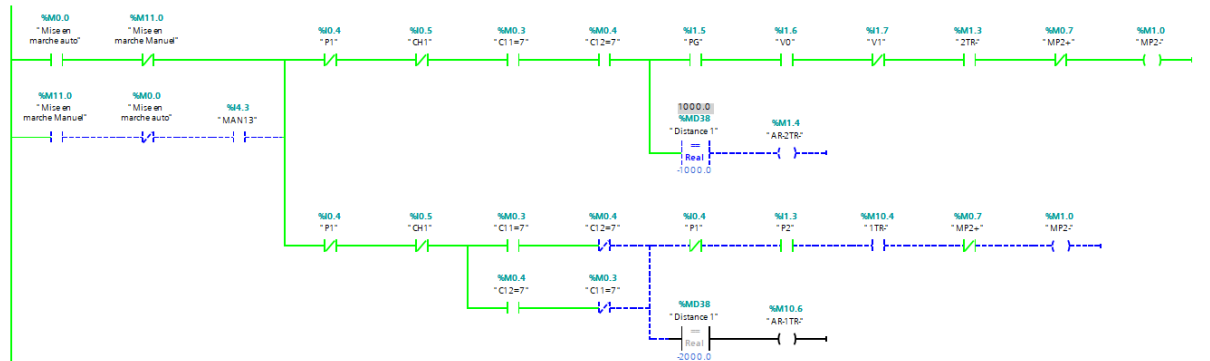 %M0.0 %M11.0
"Mise en "Mise en
marche auto" marche Manuel"
%I0.4 %I0.5 %M0.3 %M0.4 %I1.5 %I1.6 %I1.7 %M1.3 %M0.7 %M1.0
"P1" "CH1" "C11=7" "C12=7" "PG" "V0" "V1" "2TR-" "MP2+" "MP2-"
%M11.0 %M0.0
"Mise en "Mise en %I4.3
marche Manuel" marche auto" "MAN13"
1000.0
%MD38 %M1.4
"Distance 1" "AR-2TR-"
==
Real
-1000.0
%I0.4 %I0.5 %M0.3 %M0.4 %I0.4 %I1.3 %M10.4 %M0.7 %M1.0
"P1" "CH1" "C11=7" "C12=7" "P1" "P2" "1TR-" "MP2+" "MP2-"
%M0.4 %M0.3
"C12=7" "C11=7"
%MD38 %M10.6
"Distance 1" "AR-1TR-"
==
Real
-2000.0